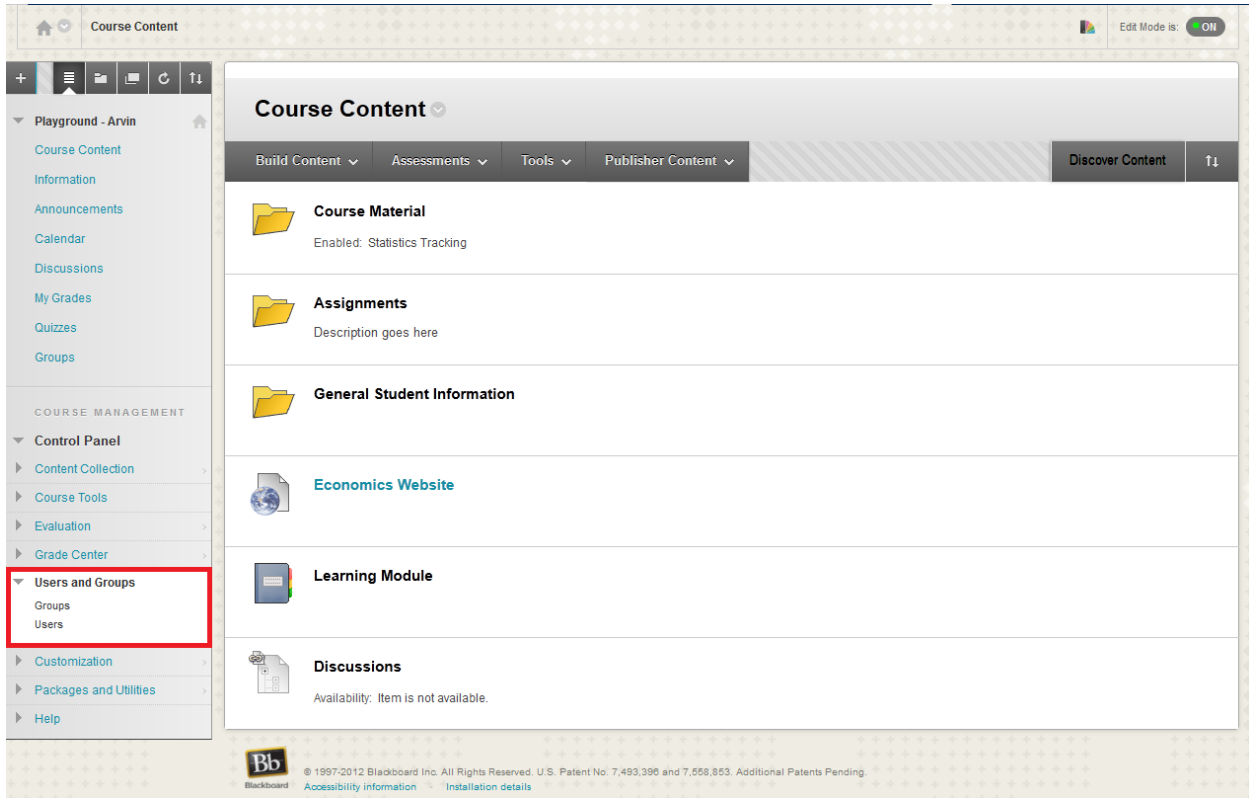 Course Content
Edit Mode is: ON
Playground - Arvin
Course Content
Information
Announcements
Calendar
Discussions
My Grades
Quizzes
Groups
COURSE MANAGEMENT
Control Panel
Content Collection
Course Tools
Evaluation
Grade Center
Users and Groups
Groups
Users
Customization
Packages and Utilities
Help
Course Content
Build Content Assessments Tools Publisher Content Discover Content
Course Material
Enabled: Statistics Tracking
Assignments
Description goes here
General Student Information
Economics Website
Learning Module
Discussions
Availability: Item is not available.
Bb
Blackboard
© 1997-2012 Blackboard Inc. All Rights Reserved. U.S. Patent No. 7,493,396 and 7,558,853. Additional Patents Pending.
Accessibility information - Installation details